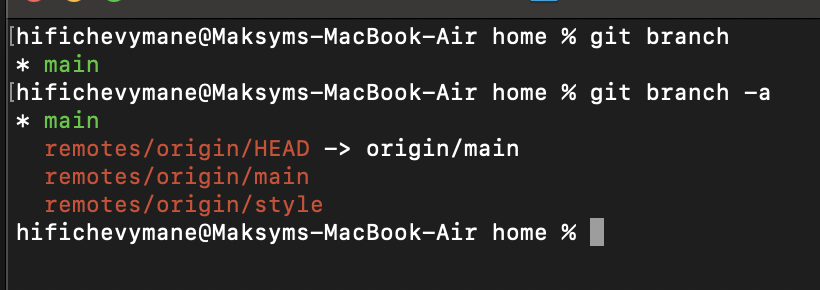 [hifichevymane@Maksyms-MacBook-Air home % git branch
* main
[hifichevymane@Maksyms-MacBook-Air home % git branch -a
* main
remotes/origin/HEAD -> origin/main
remotes/origin/main
remotes/origin/style
hifichevymane@Maksyms-MacBook-Air home %